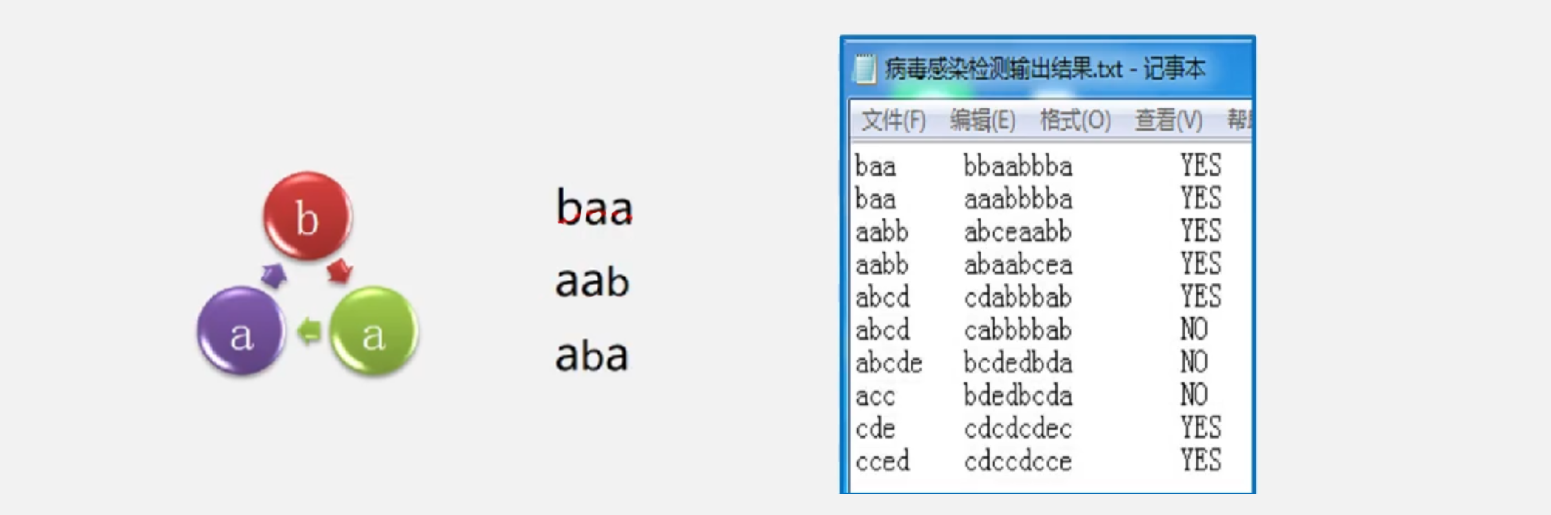 b
a
a
baa
aab
aba
病毒感染检测输出结果.txt - 记事本
文件(F) 编辑(E) 格式(O) 查看(V)
baa bbaabbba YES
baa aaabbbba YES
aabb abceaabb YES
aabb abaabcea YES
abcd cdabbbab YES
abcd cabbbbab NO
abcde bcdedbda NO
acc bdedbcda NO
cde cdcdcdec YES
cced cdccdcce YES